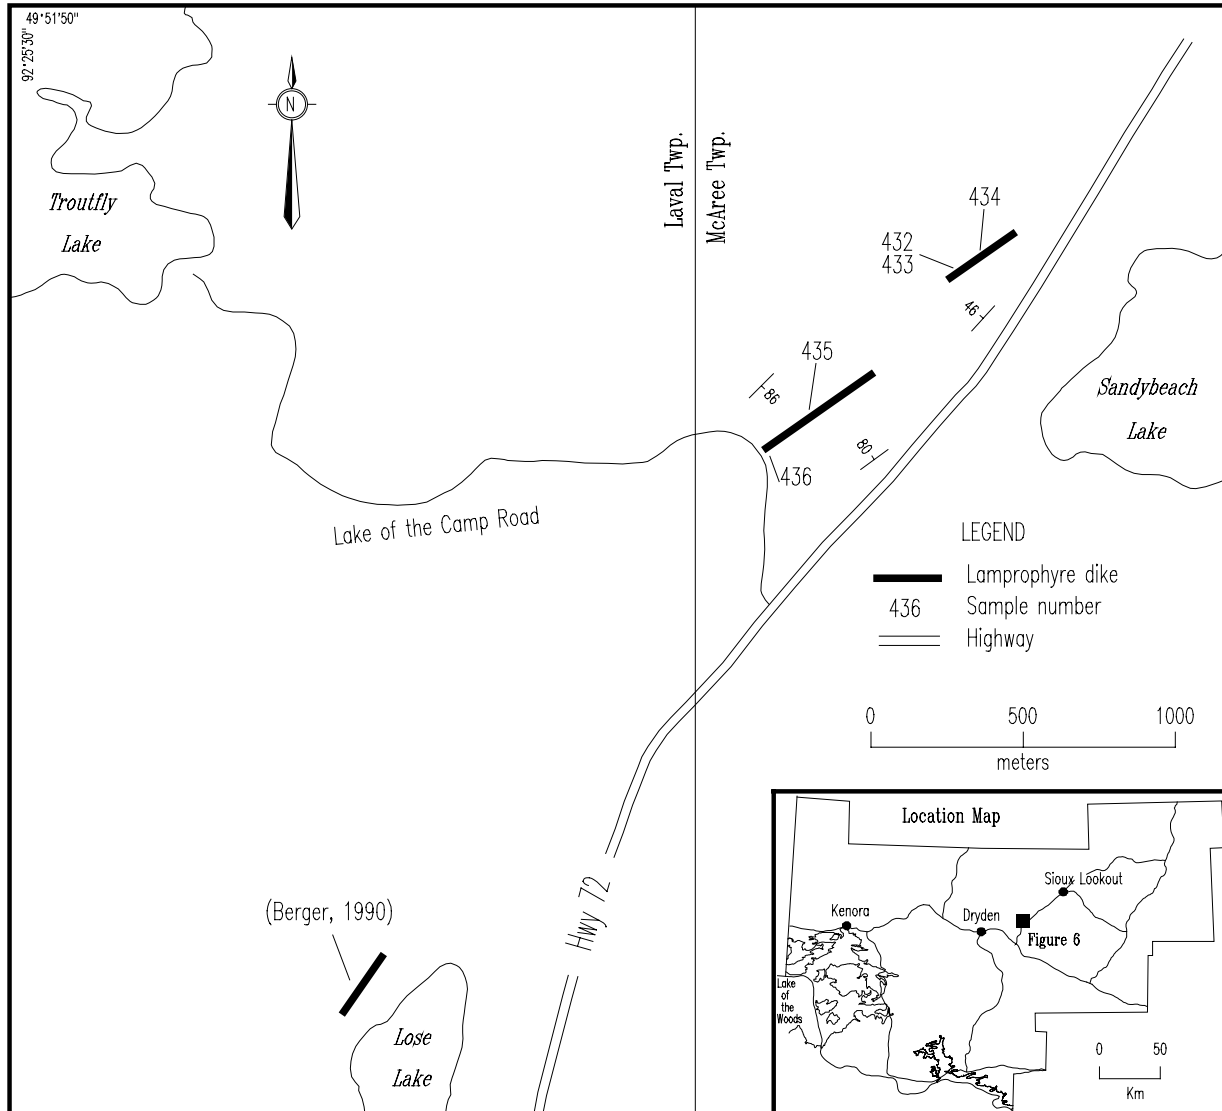 49°51'50"
92°25'30"
N
Troutfly
Lake
Laval Twp.
McAree Twp.
434
432
433
46
435
86
80
436
Sandybeach
Lake
Lake of the Camp Road
LEGEND
Lamprophyre dike
436 Sample number
Highway
0 500 1000
meters
Hwy 72
(Berger, 1990)
Lose
Lake
Location Map
Sioux Lookout
Kenora
Dryden
Figure 6
Lake
of
the
Woods
0 50
Km